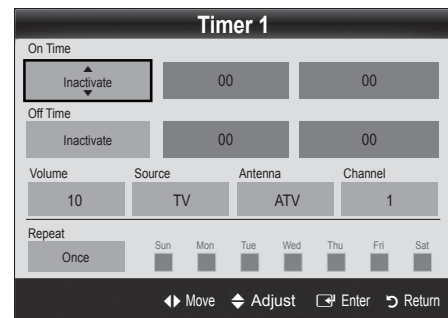 Timer 1
On Time
Inactivate 00 00
Off Time
Inactivate 00 00
Volume Source Antenna Channel
10 TV ATV 1
Repeat Sun Mon Tue Wed Thu Fri Sat
Once
Move Adjust Enter Return